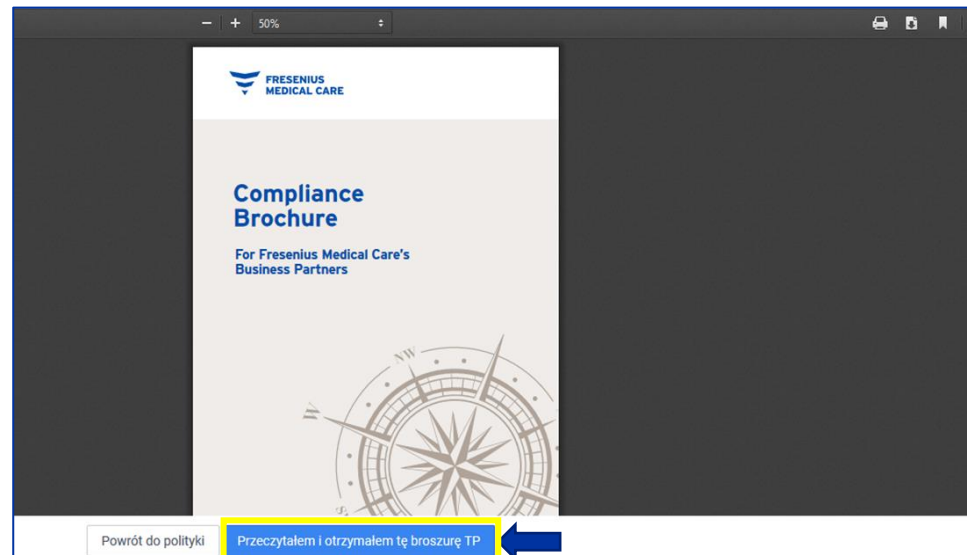 50%
FRESENIUS
MEDICAL CARE
Compliance
Brochure
For Fresenius Medical Care's
Business Partners
NW
W
Powrót do polityki
Przeczytałem i otrzymałem tę broszurę TP